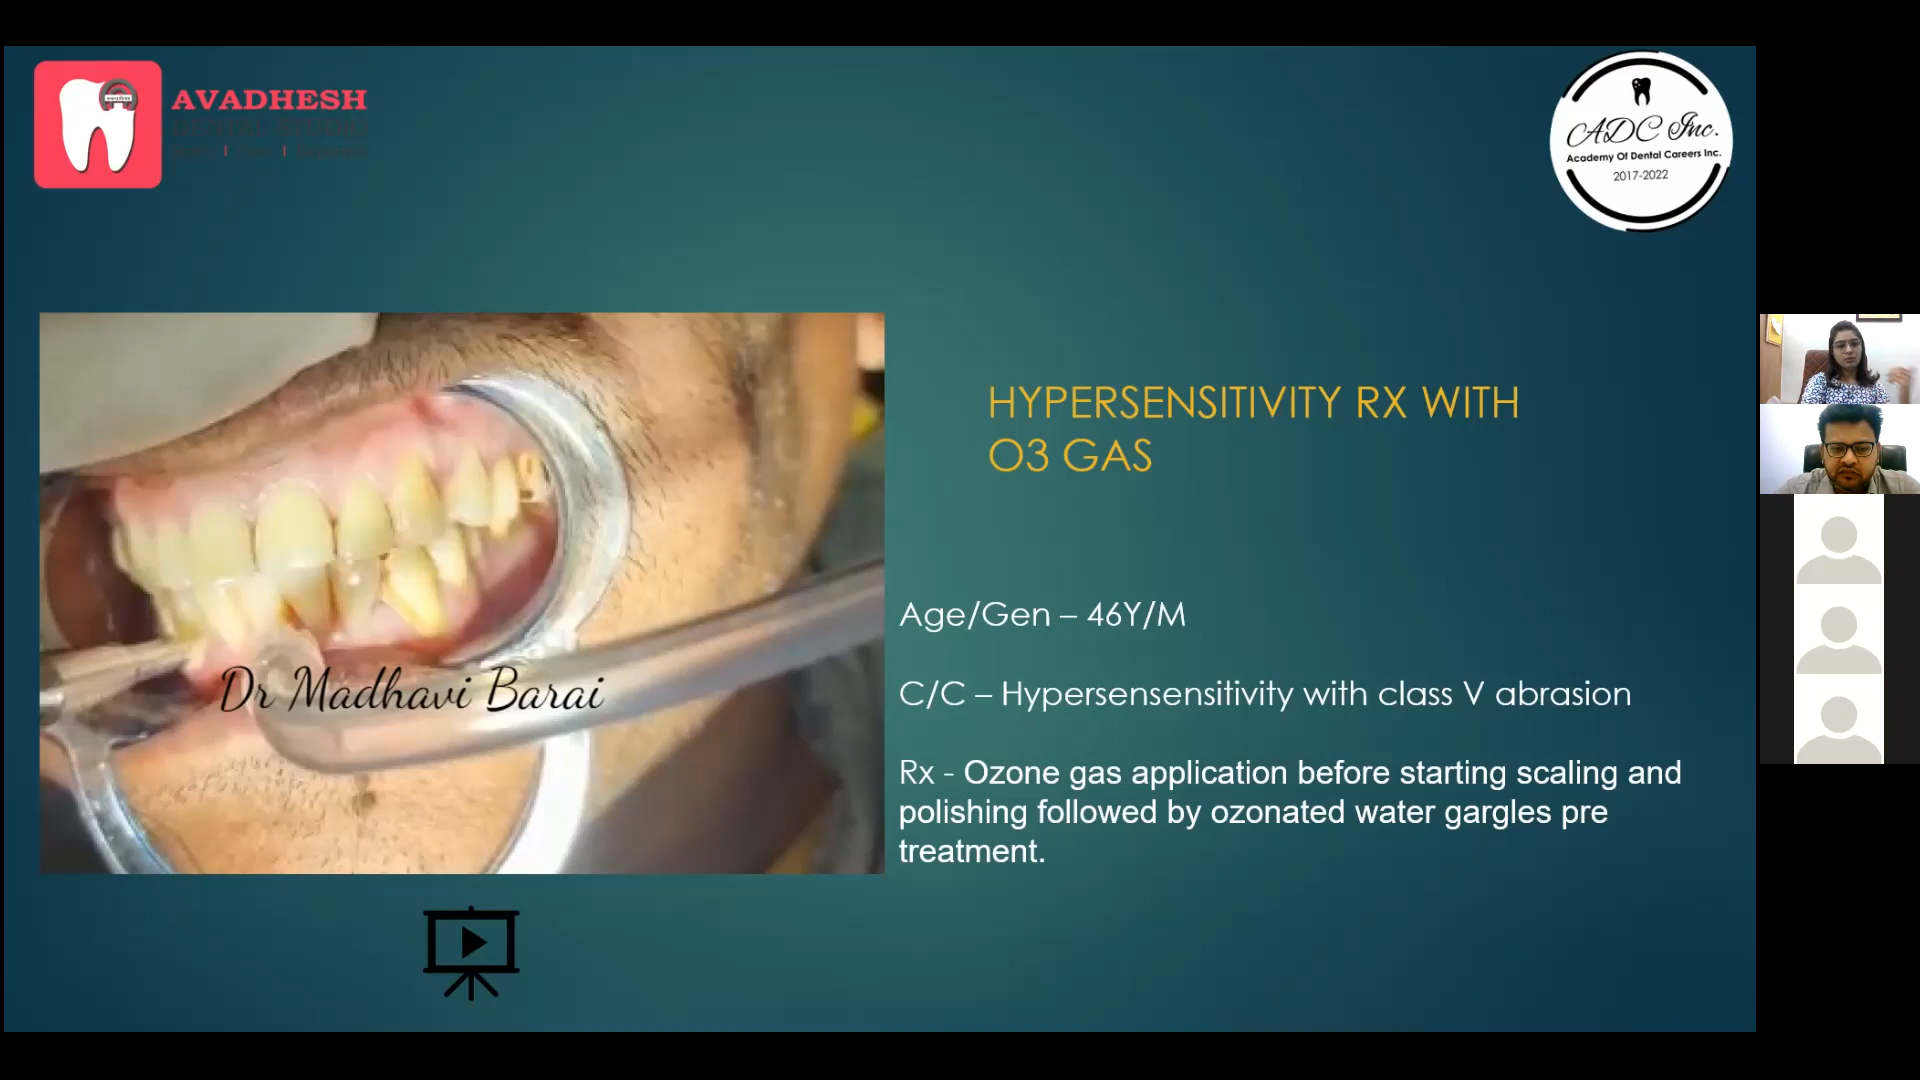 AVADHESH
DENTAL STUDIO
ADC Inc.
Academy Of Dental Careers Inc.
2017-2022
HYPERSENSITIVITY RX WITH
O3 GAS
Dr Madhavi Barai
Age/Gen – 46Y/M
C/C – Hypersensensitivity with class V abrasion
Rx - Ozone gas application before starting scaling and
polishing followed by ozonated water gargles pre
treatment.